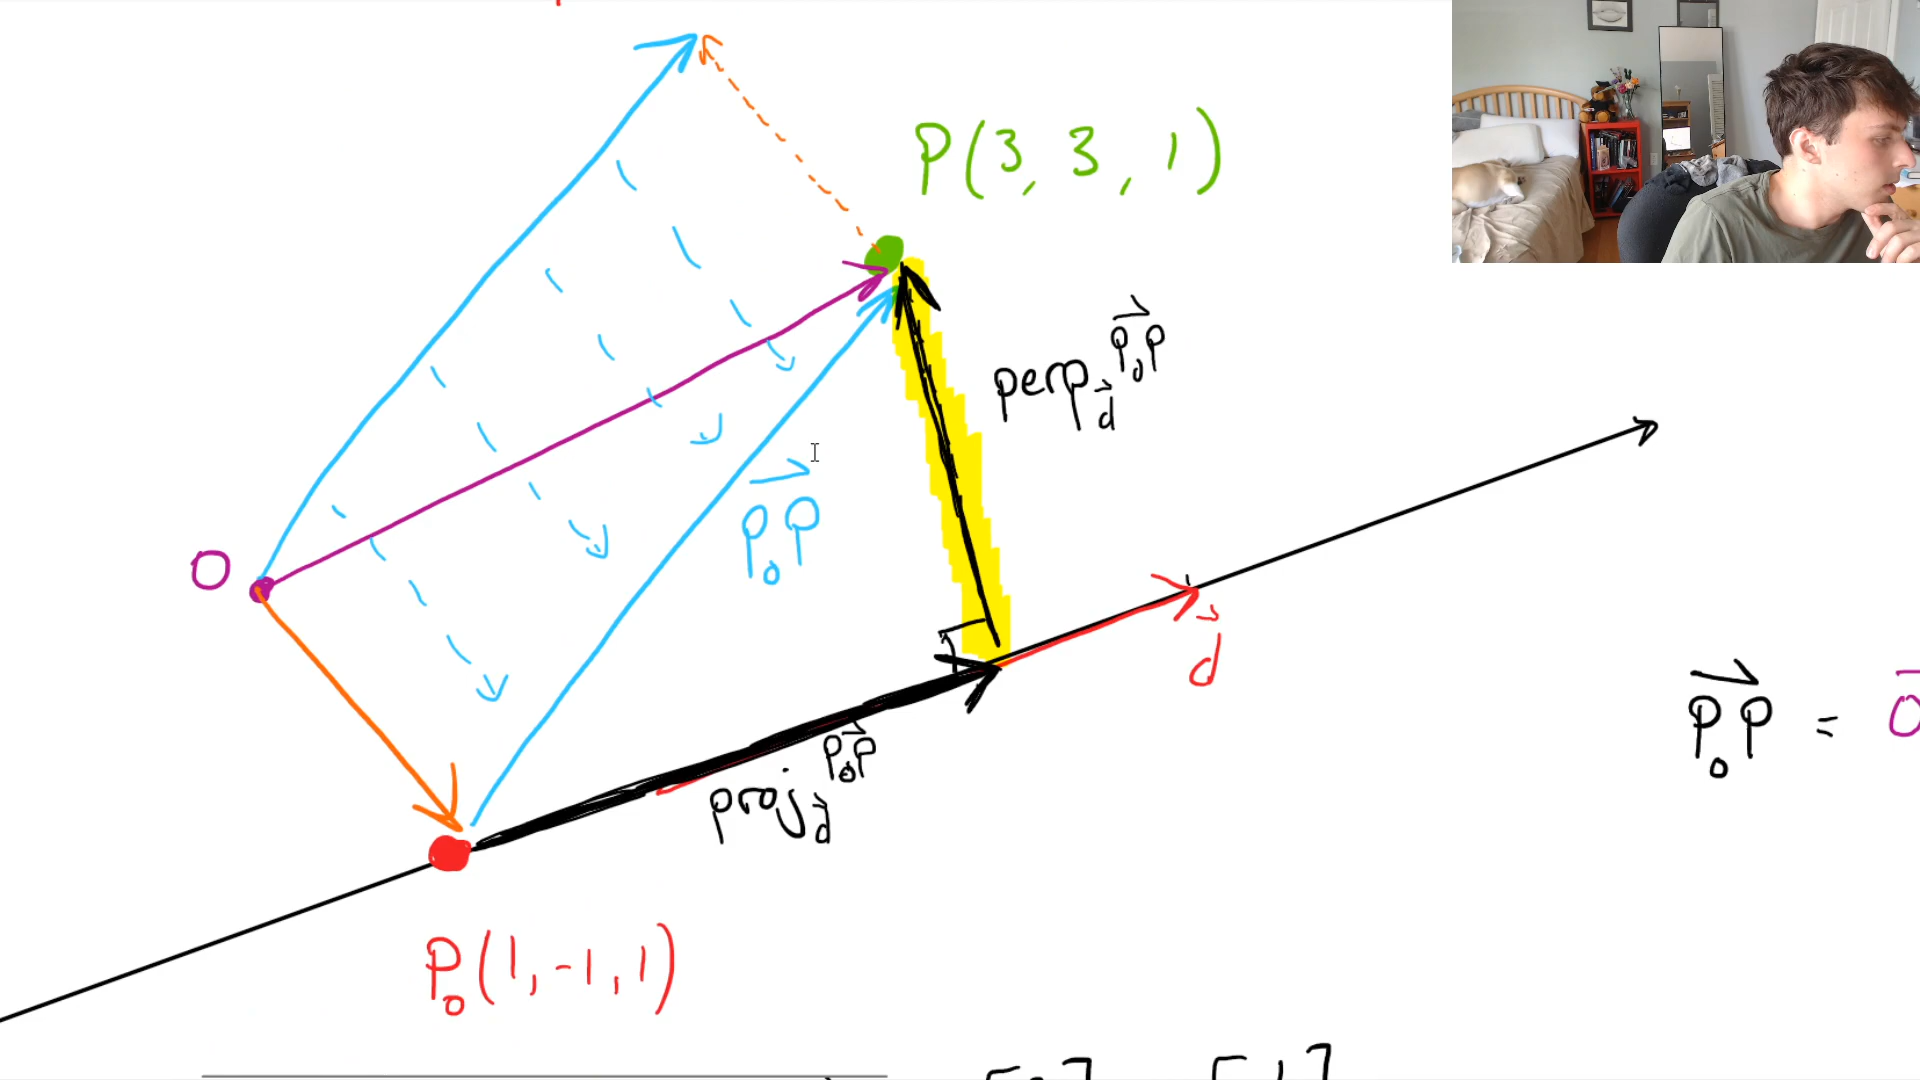 P(3, 3, 1)
perp_d⃗ P₀P⃗
O
P₀P⃗
d⃗
P₀P⃗ =
proj_d⃗ P₀P⃗
P₀(1, -1, 1)